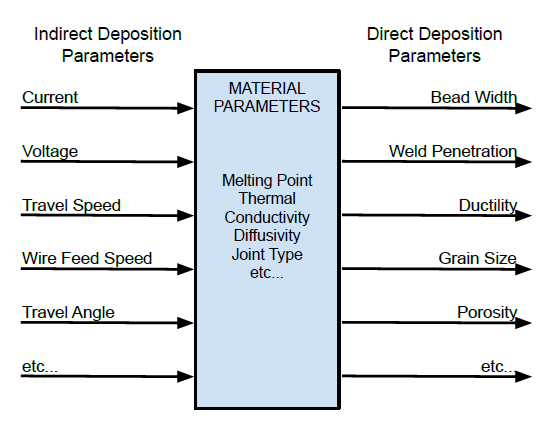 Indirect Deposition
Parameters
Direct Deposition
Parameters
MATERIAL
PARAMETERS
Current
Voltage
Travel Speed
Wire Feed Speed
Travel Angle
etc...
Melting Point
Thermal
Conductivity
Diffusivity
Joint Type
etc...
Bead Width
Weld Penetration
Ductility
Grain Size
Porosity
etc...